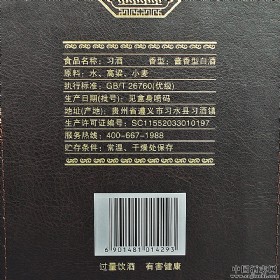 食品名称：习酒 香型：酱香型白酒
原料：水、高粱、小麦
执行标准：GB/T 26760(优级)
生产日期(批号)：见盒身喷码
地址(产地)：贵州省遵义市习水县习酒镇
生产许可证编号：SC11552033010197
服务热线：400-667-1988
贮存条件：常温、干燥处保存
6 901481 014293
过量饮酒 有害健康